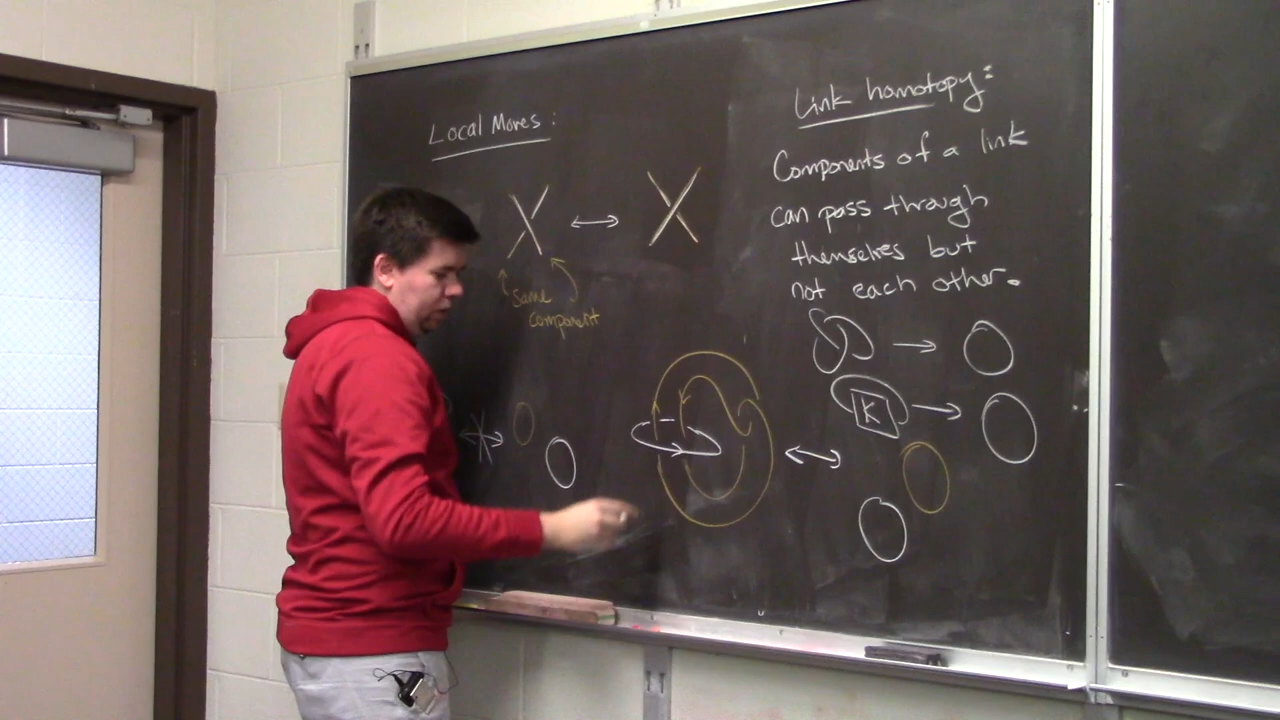 Local Moves:
same
component
Link homotopy:
Components of a link
can pass through
themselves but
not each other.
K